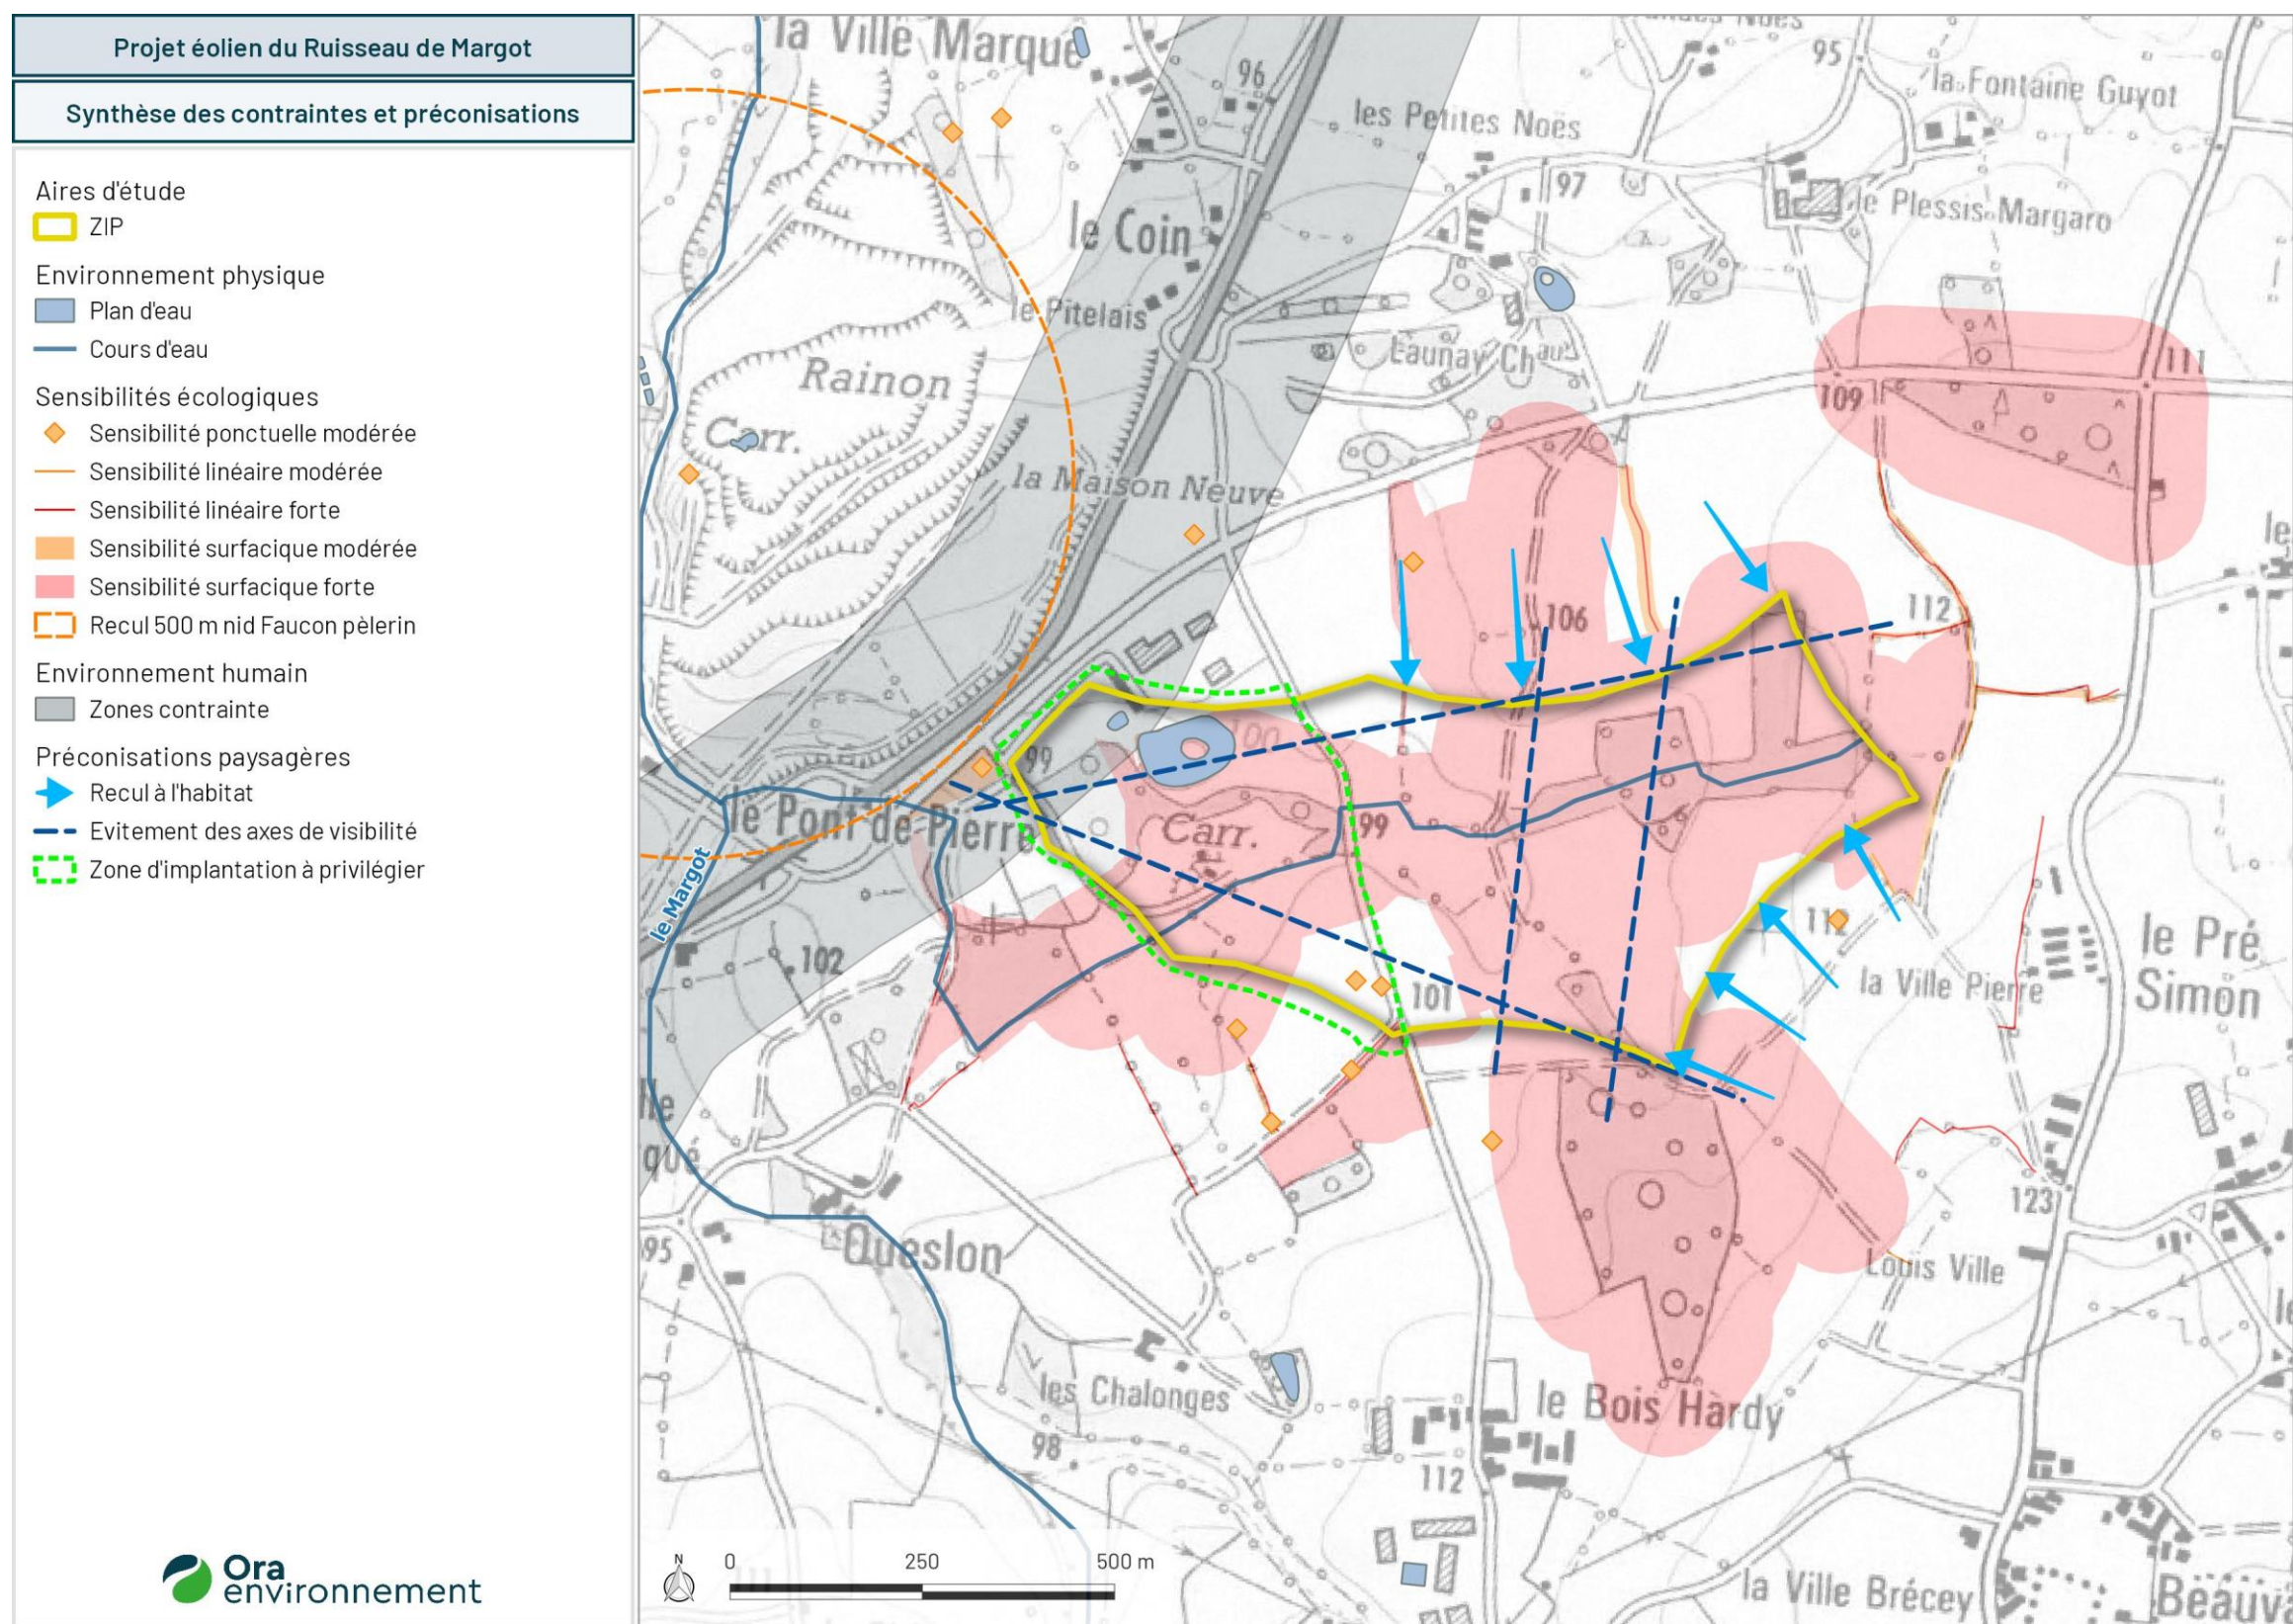 Projet éolien du Ruisseau de Margot
Synthèse des contraintes et préconisations
Aires d'étude
ZIP
Environnement physique
Plan d'eau
Cours d'eau
Sensibilités écologiques
Sensibilité ponctuelle modérée
Sensibilité linéaire modérée
Sensibilité linéaire forte
Sensibilité surfacique modérée
Sensibilité surfacique forte
Recul 500 m nid Faucon pèlerin
Environnement humain
Zones contrainte
Préconisations paysagères
Recul à l'habitat
Evitement des axes de visibilité
Zone d'implantation à privilégier
Ora
environnement
la Ville Marqué
96
95
la Fontaine Guyot
les Petites Noës
97
le Plessis-Margaro
le Coin
le Pitelais
Launay Chau
Rainon
Carr.
111
109
la Maison Neuve
le
106
112
100
99
le Pont de Pierre
Carr.
99
le Margot
102
101
112
la Ville Pierre
le Pré
Simon
qué
123
95
Queslon
Louis Ville
les Chalonges
98
le Bois Hardy
112
la Ville Brécey
Beauv
N
0 250 500 m